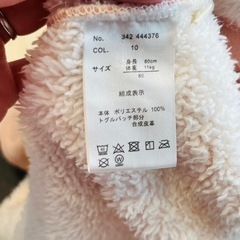 No. 342 444376
COL. 10
サイズ 身長 80cm
体重 11kg
80
組成表示
本体 ポリエステル 100%
トグルパッチ部分
合成皮革